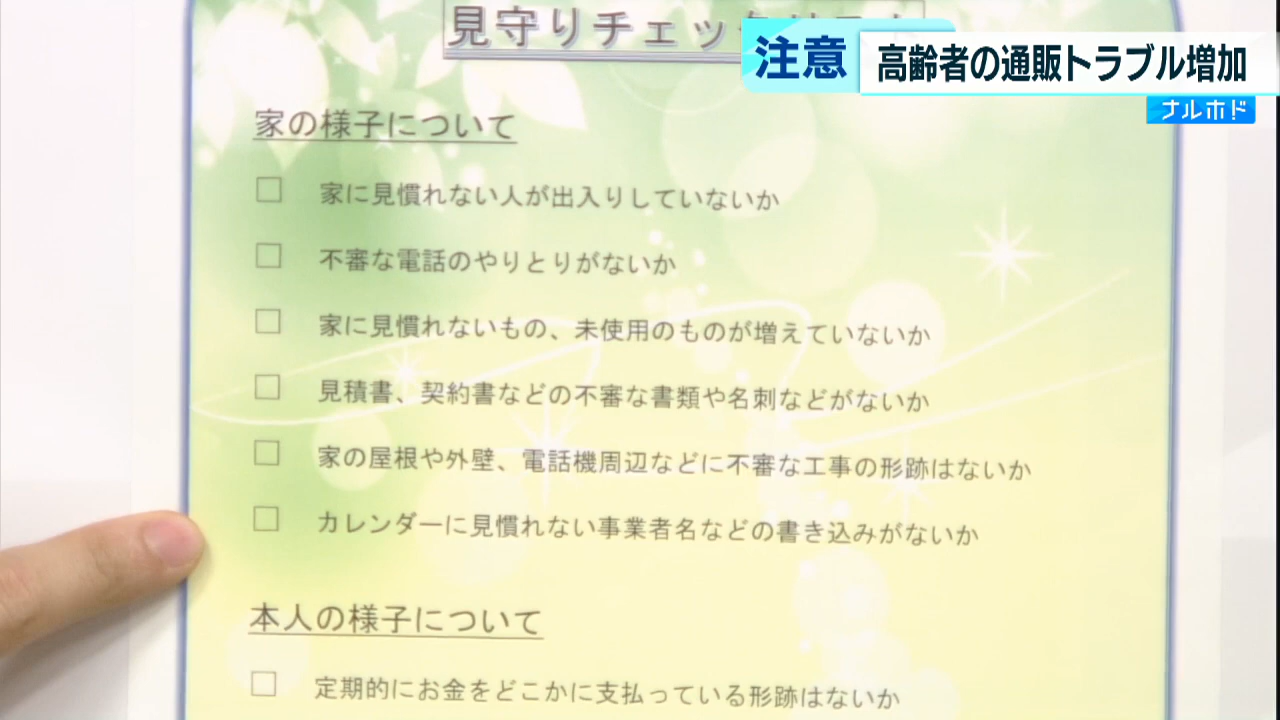 見守りチェック
注意
高齢者の通販トラブル増加
ナルホド
家の様子について
□ 家に見慣れない人が出入りしていないか
□ 不審な電話のやりとりがないか
□ 家に見慣れないもの、未使用のものが増えていないか
□ 見積書、契約書などの不審な書類や名刺などがないか
□ 家の屋根や外壁、電話機周辺などに不審な工事の形跡はないか
□ カレンダーに見慣れない事業者名などの書き込みがないか
本人の様子について
□ 定期的にお金をどこかに支払っている形跡はないか